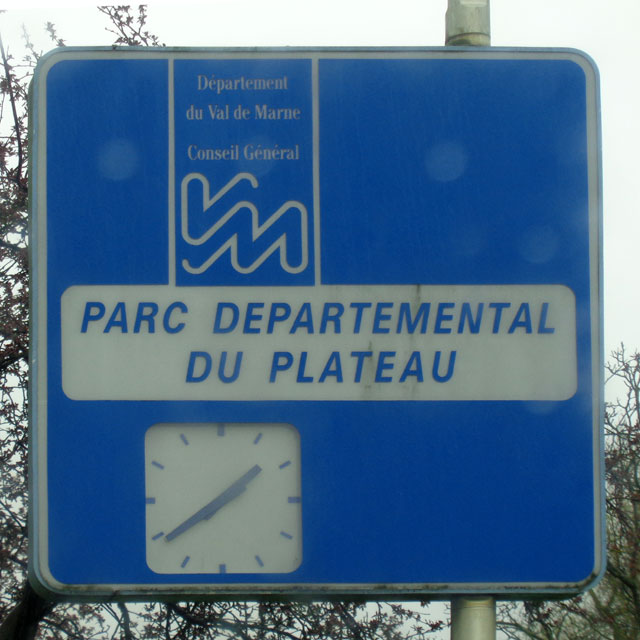 Département
du Val de Marne
Conseil Général
PARC DEPARTEMENTAL
DU PLATEAU